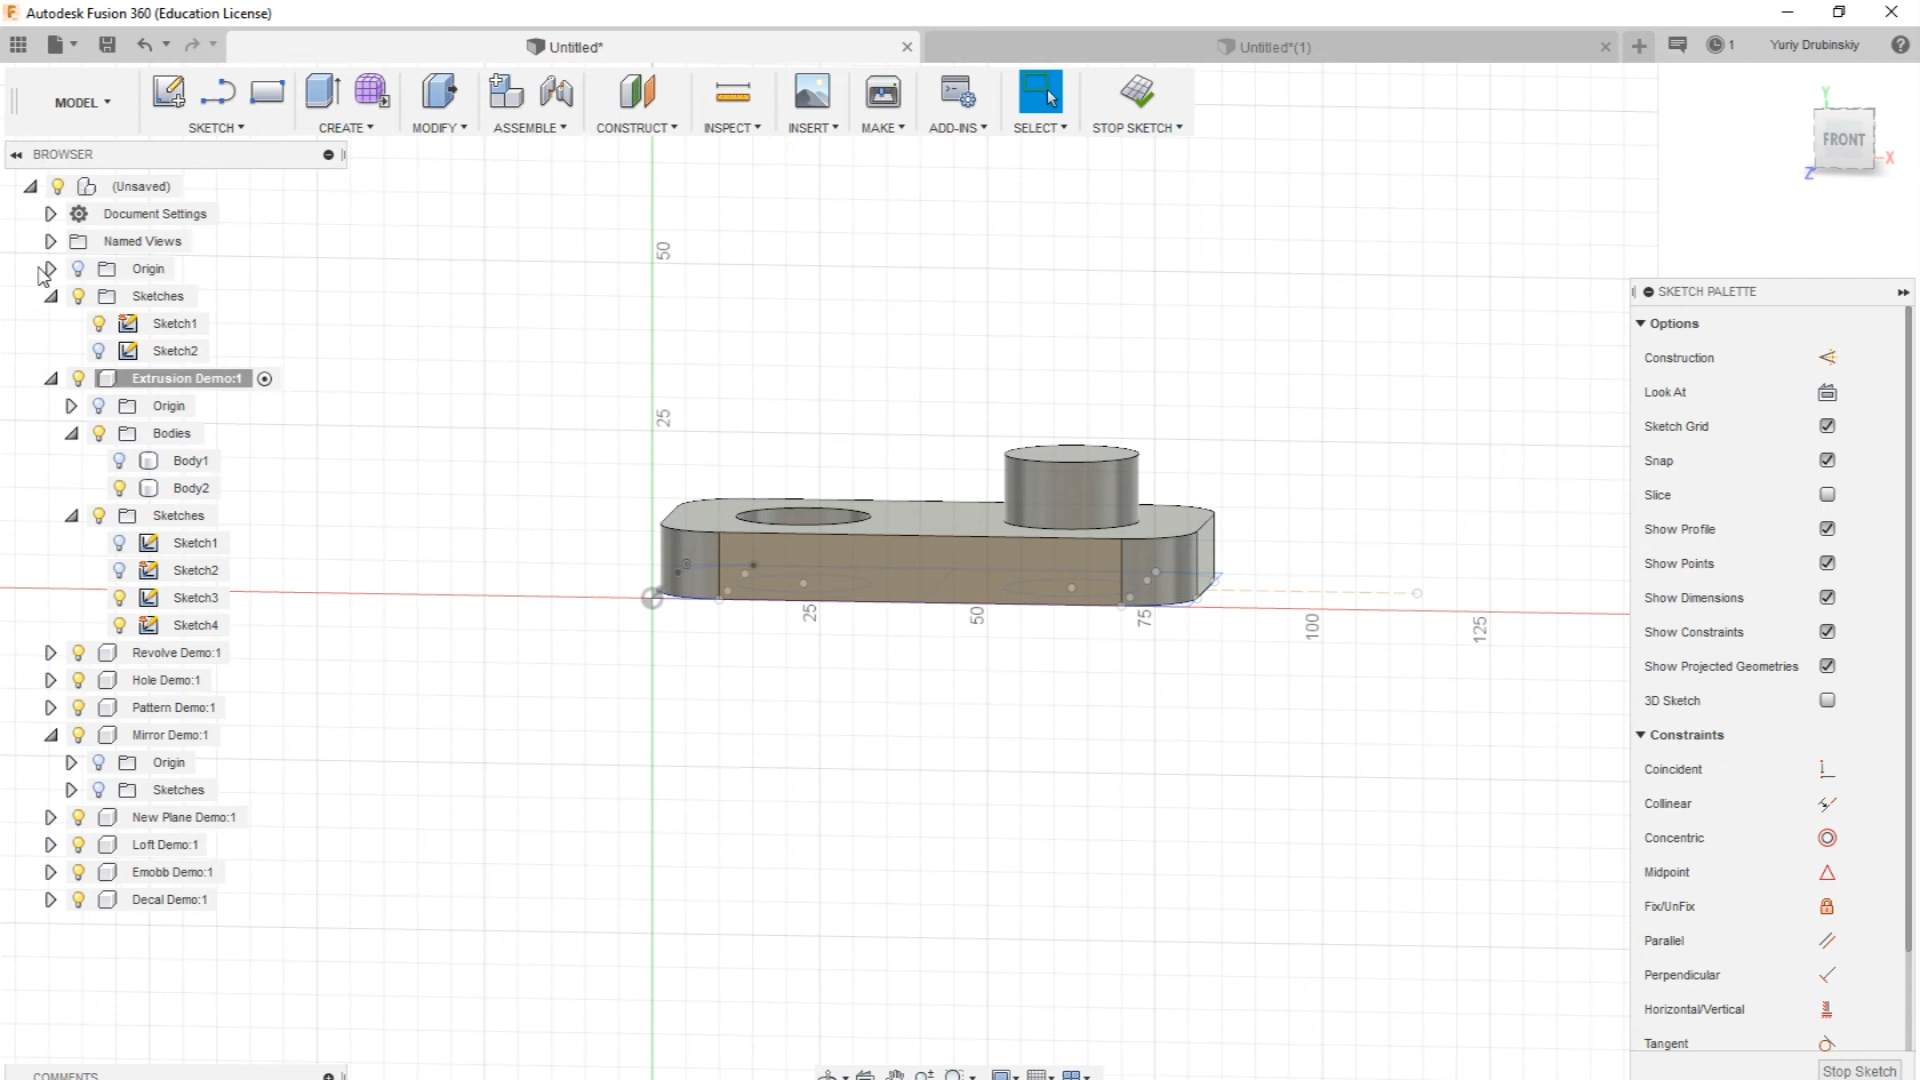 Autodesk Fusion 360 (Education License)
Untitled*
Untitled*(1)
1
Yuriy Drubinskiy
MODEL
SKETCH
CREATE
MODIFY
ASSEMBLE
CONSTRUCT
INSPECT
INSERT
MAKE
ADD-INS
SELECT
STOP SKETCH
Y
FRONT
X
Z
BROWSER
(Unsaved)
Document Settings
Named Views
Origin
Sketches
Sketch1
Sketch2
Extrusion Demo:1
Origin
Bodies
Body1
Body2
Sketches
Sketch1
Sketch2
Sketch3
Sketch4
Revolve Demo:1
Hole Demo:1
Pattern Demo:1
Mirror Demo:1
Origin
Sketches
New Plane Demo:1
Loft Demo:1
Emobb Demo:1
Decal Demo:1
COMMENTS
50
25
25
50
75
100
125
SKETCH PALETTE
Options
Construction
Look At
Sketch Grid
Snap
Slice
Show Profile
Show Points
Show Dimensions
Show Constraints
Show Projected Geometries
3D Sketch
Constraints
Coincident
Collinear
Concentric
Midpoint
Fix/UnFix
Parallel
Perpendicular
Horizontal/Vertical
Tangent
Stop Sketch